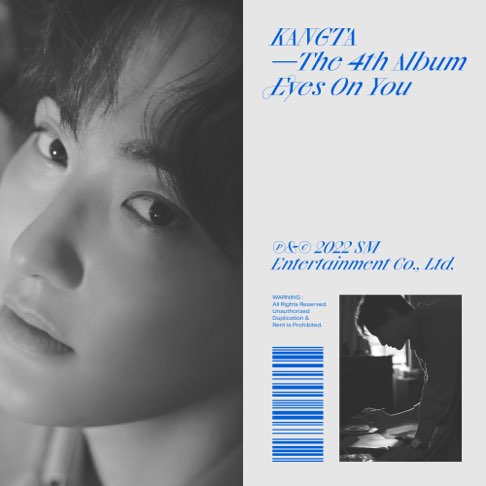 KANGTA
—The 4th Album
Eyes On You
Ⓟ&Ⓒ 2022 SM
Entertainment Co., Ltd.
WARNING :
All Rights Reserved.
Unauthorized
Duplication &
Rent is Prohibited.